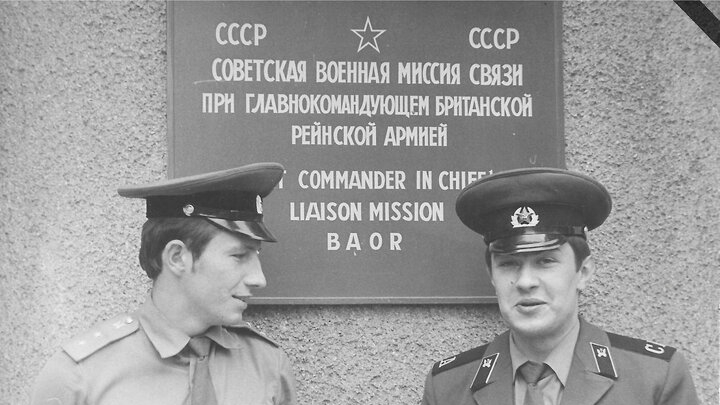 СССР СССР
СОВЕТСКАЯ ВОЕННАЯ МИССИЯ СВЯЗИ
ПРИ ГЛАВНОКОМАНДУЮЩЕМ БРИТАНСКОЙ
РЕЙНСКОЙ АРМИЕЙ
COMMANDER IN CHIEF
LIAISON MISSION
BAOR